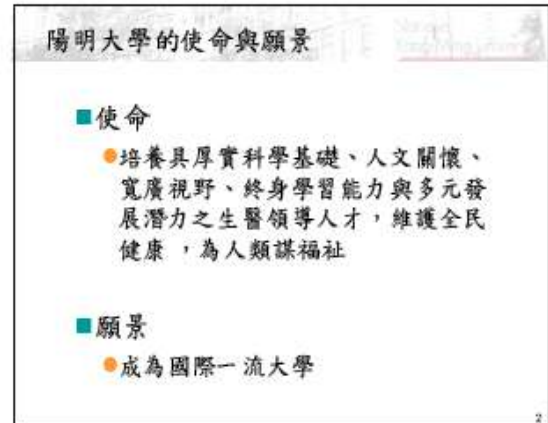 陽明大學的使命與願景
使命
培養具厚實科學基礎、人文關懷、
寬廣視野、終身學習能力與多元發
展潛力之生醫領導人才,維護全民
健康 ,為人類謀福祉
願景
成為國際一流大學
2